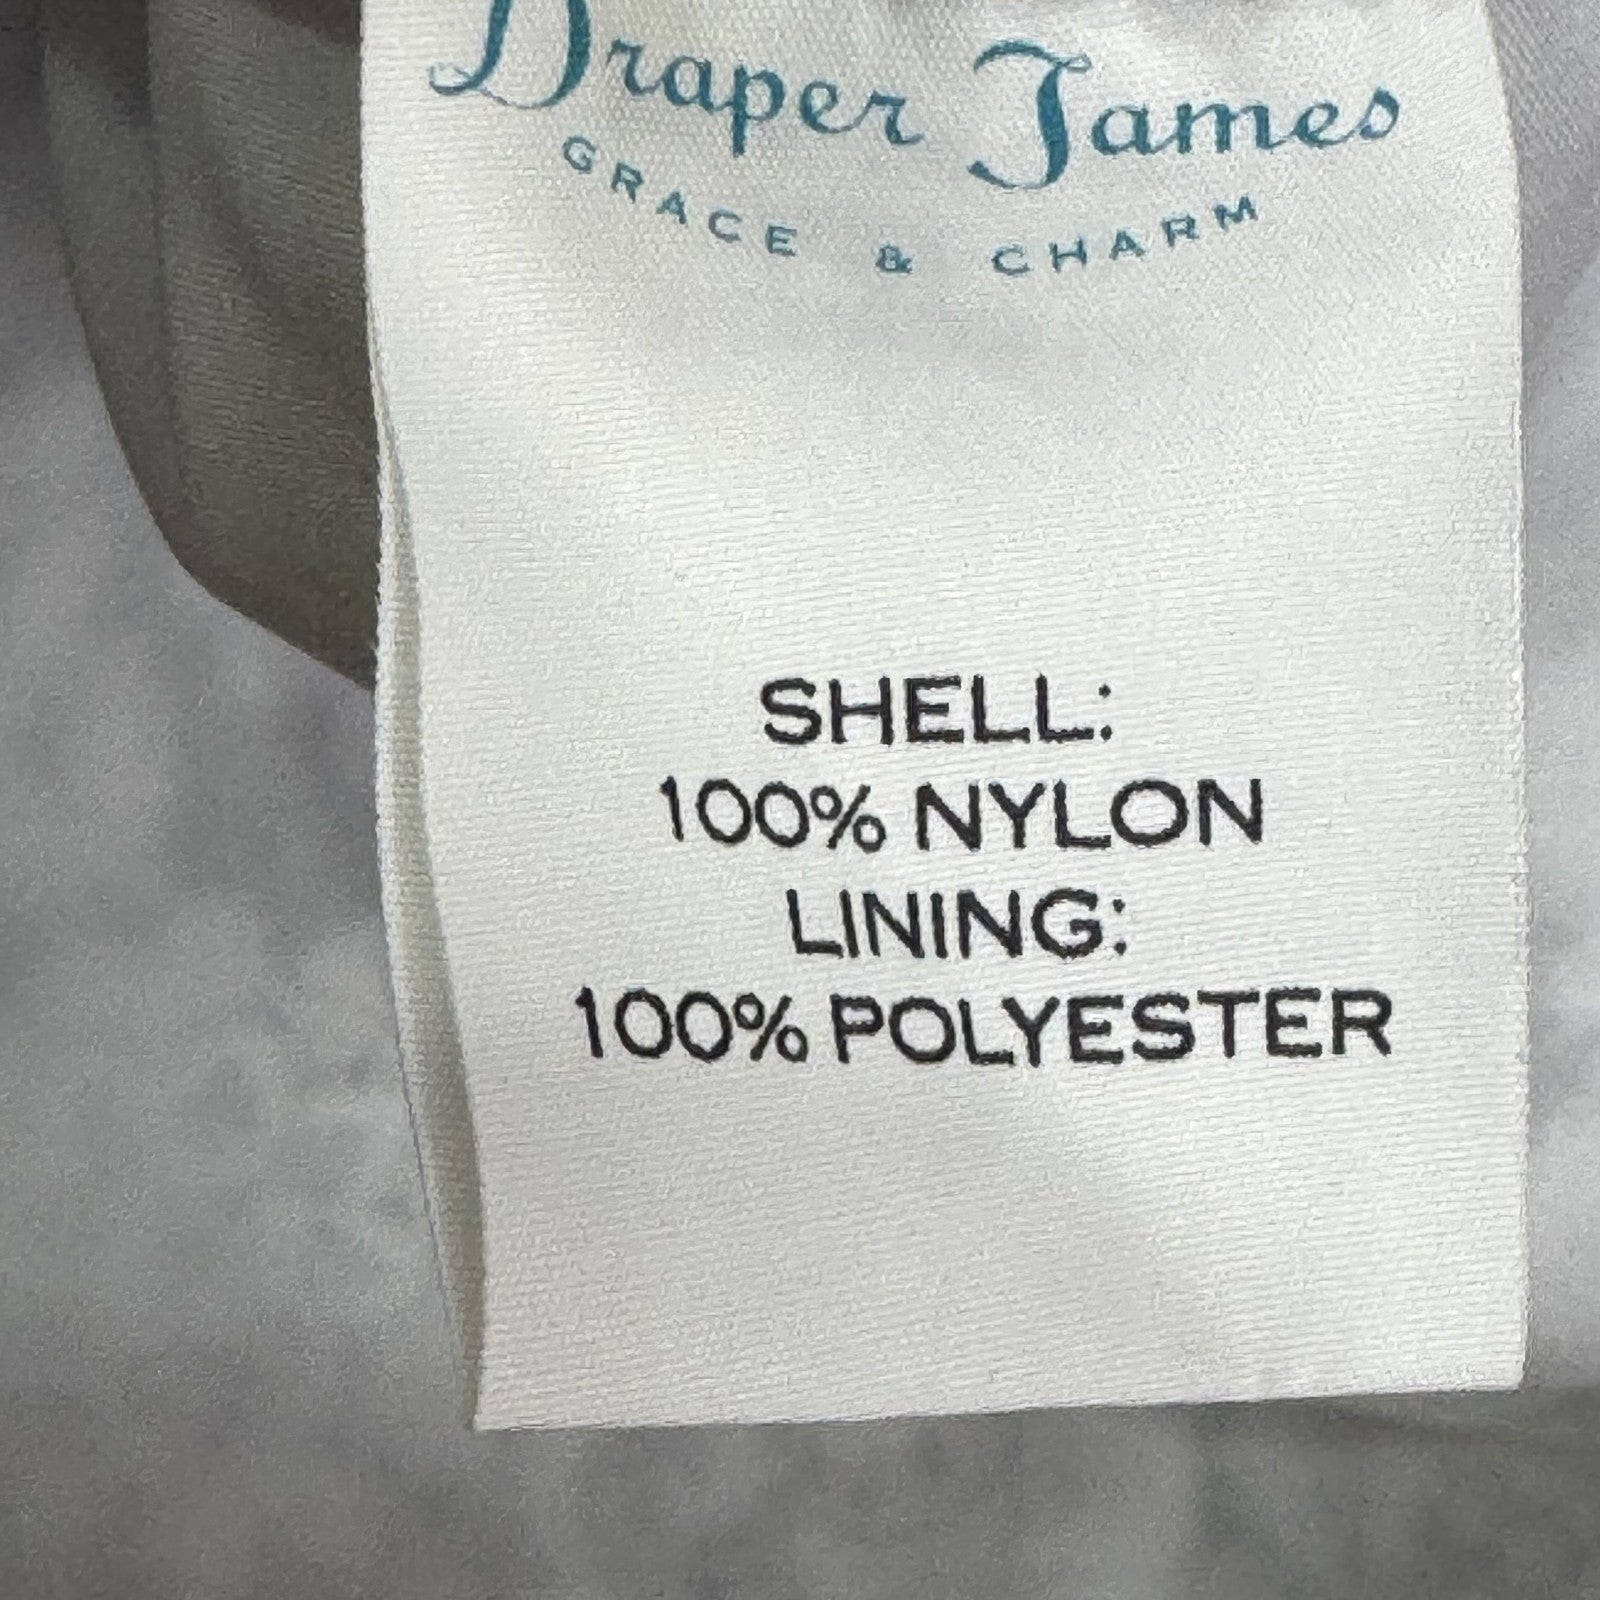 Draper James
GRACE & CHARM
SHELL:
100% NYLON
LINING:
100% POLYESTER